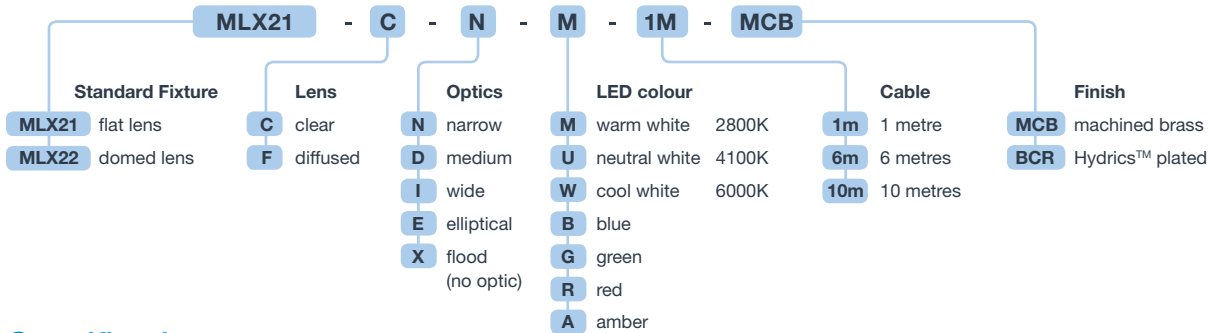 MLX21 - C - N - M - 1M - MCB
Standard Fixture
MLX21 flat lens
MLX22 domed lens
Lens
C clear
F diffused
Optics
N narrow
D medium
I wide
E elliptical
X flood
(no optic)
LED colour
M warm white 2800K
U neutral white 4100K
W cool white 6000K
B blue
G green
R red
A amber
Cable
1m 1 metre
6m 6 metres
10m 10 metres
Finish
MCB machined brass
BCR Hydrics™ plated